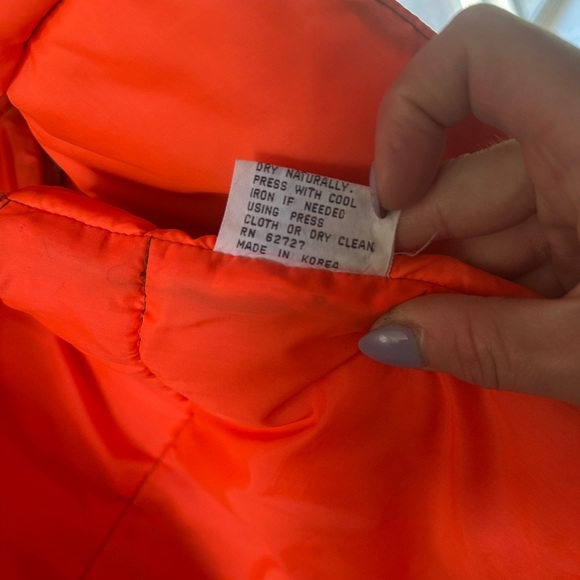 DRY NATURALLY.
PRESS WITH COOL
IRON IF NEEDED
USING PRESS
CLOTH OR DRY CLEAN
RN 62727
MADE IN KOREA